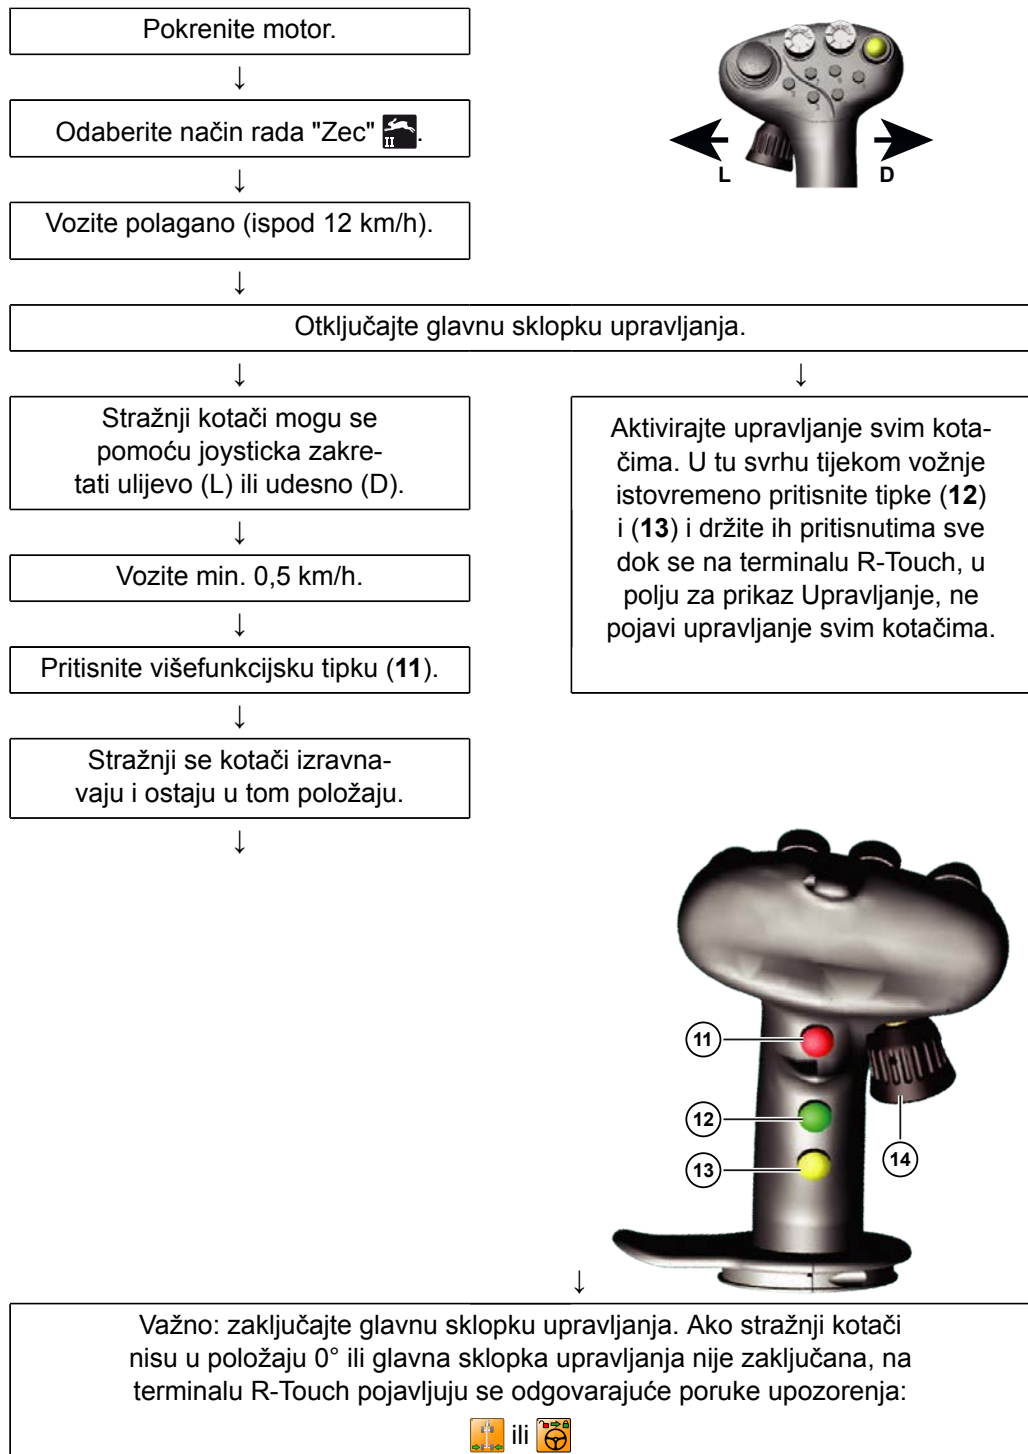 Pokrenite motor.
↓
Odaberite način rada "Zec" II.
↓
Vozite polagano (ispod 12 km/h).
L
D
↓
Otključajte glavnu sklopku upravljanja.
↓
Stražnji kotači mogu se
pomoću joysticka zakre-
tati ulijevo (L) ili udesno (D).
↓
Vozite min. 0,5 km/h.
↓
Pritisnite višefunkcijsku tipku (11).
↓
Stražnji se kotači izravna-
vaju i ostaju u tom položaju.
↓
↓
Aktivirajte upravljanje svim kota-
čima. U tu svrhu tijekom vožnje
istovremeno pritisnite tipke (12)
i (13) i držite ih pritisnutima sve
dok se na terminalu R-Touch, u
polju za prikaz Upravljanje, ne
pojavi upravljanje svim kotačima.
11
12
13
14
↓
Važno: zaključajte glavnu sklopku upravljanja. Ako stražnji kotači
nisu u položaju 0° ili glavna sklopka upravljanja nije zaključana, na
terminalu R-Touch pojavljuju se odgovarajuće poruke upozorenja:
ili